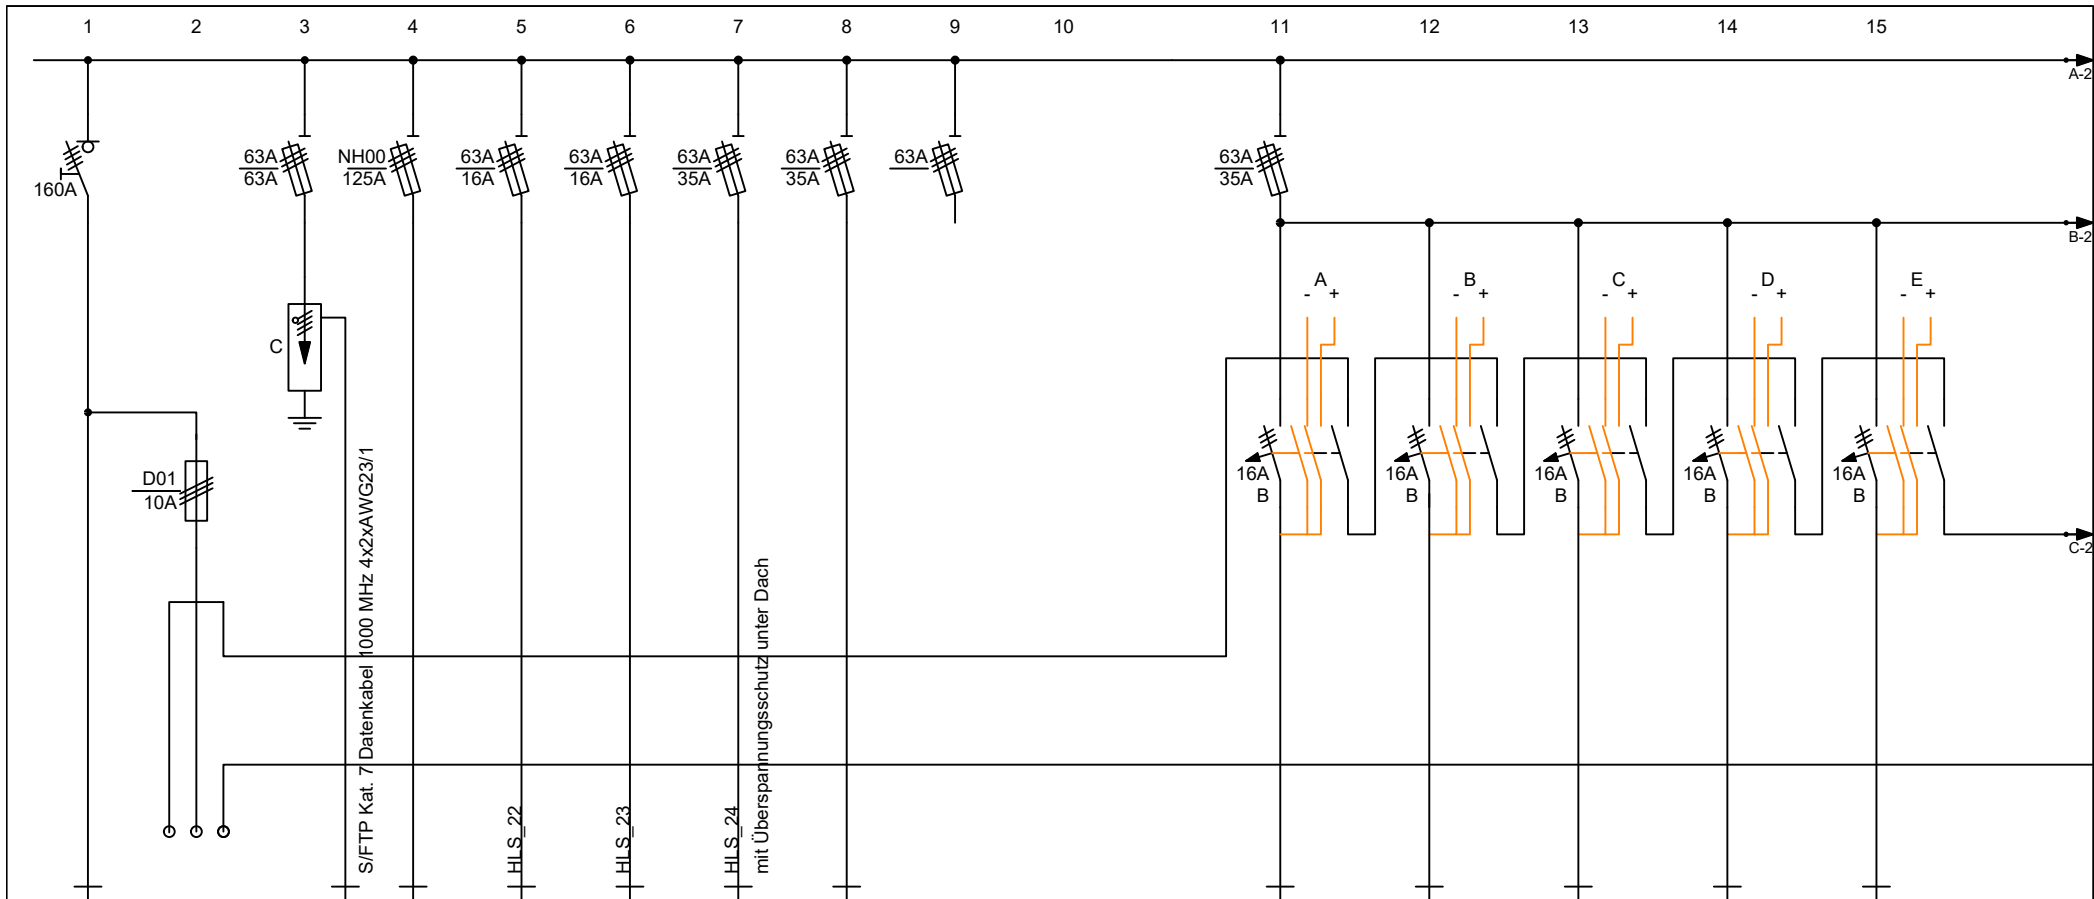 1 2 3 4 5 6 7 8 9 10 11 12 13 14 15
A-2
160A
63A
63A
NH00
125A
63A
16A
63A
16A
63A
35A
63A
35A
63A
63A
35A
B-2
C
A
- +
B
- +
C
- +
D
- +
E
- +
D01
10A
16A
B
16A
B
16A
B
16A
B
16A
B
C-2
S/FTP Kat. 7 Datenkabel 1000 MHz 4x2xAWG23/1
HLS_22
HLS_23
HLS_24
mit Überspannungsschutz unter Dach